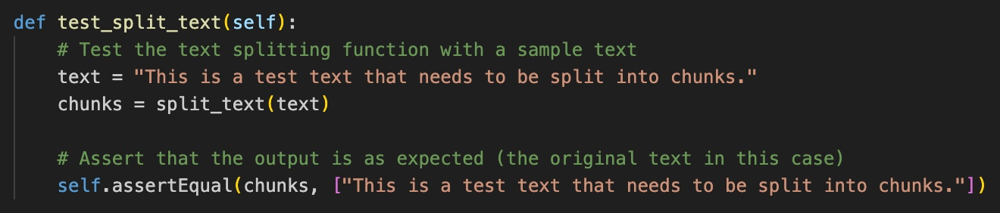 def test_split_text(self):
# Test the text splitting function with a sample text
text = "This is a test text that needs to be split into chunks."
chunks = split_text(text)
# Assert that the output is as expected (the original text in this case)
self.assertEqual(chunks, ["This is a test text that needs to be split into chunks."])